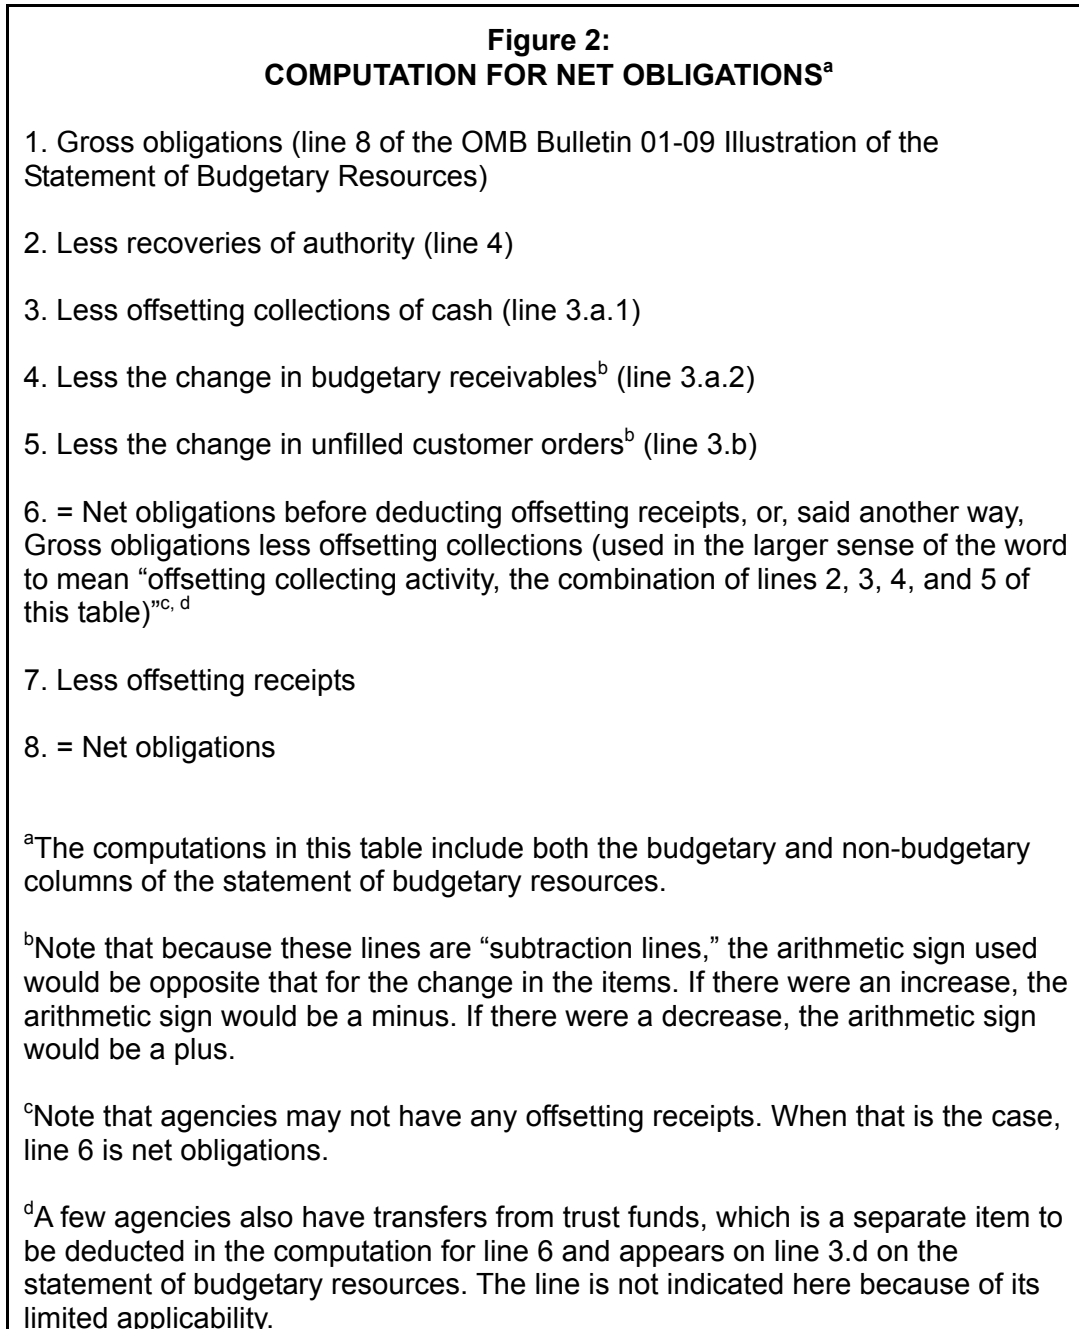 Figure 2:
COMPUTATION FOR NET OBLIGATIONSᵃ
1. Gross obligations (line 8 of the OMB Bulletin 01-09 Illustration of the
Statement of Budgetary Resources)
2. Less recoveries of authority (line 4)
3. Less offsetting collections of cash (line 3.a.1)
4. Less the change in budgetary receivablesᵇ (line 3.a.2)
5. Less the change in unfilled customer ordersᵇ (line 3.b)
6. = Net obligations before deducting offsetting receipts, or, said another way,
Gross obligations less offsetting collections (used in the larger sense of the word
to mean “offsetting collecting activity, the combination of lines 2, 3, 4, and 5 of
this table)”ᶜ, ᵈ
7. Less offsetting receipts
8. = Net obligations
ᵃThe computations in this table include both the budgetary and non-budgetary
columns of the statement of budgetary resources.
ᵇNote that because these lines are “subtraction lines,” the arithmetic sign used
would be opposite that for the change in the items. If there were an increase, the
arithmetic sign would be a minus. If there were a decrease, the arithmetic sign
would be a plus.
ᶜNote that agencies may not have any offsetting receipts. When that is the case,
line 6 is net obligations.
ᵈA few agencies also have transfers from trust funds, which is a separate item to
be deducted in the computation for line 6 and appears on line 3.d on the
statement of budgetary resources. The line is not indicated here because of its
limited applicability.